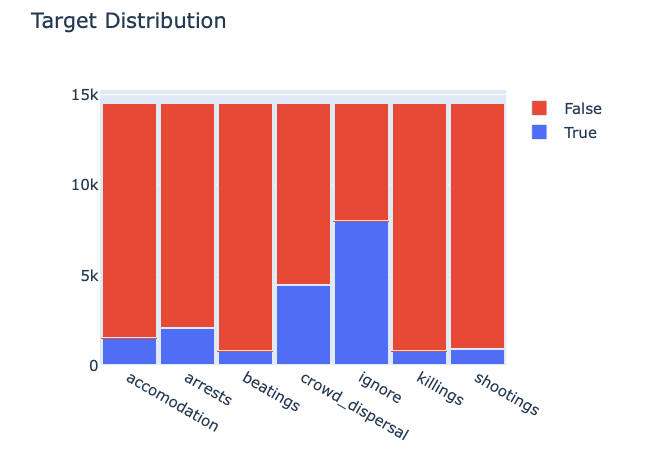 Target Distribution
15k
10k
5k
0
accomodation
arrests
beatings
crowd_dispersal
ignore
killings
shootings
False
True